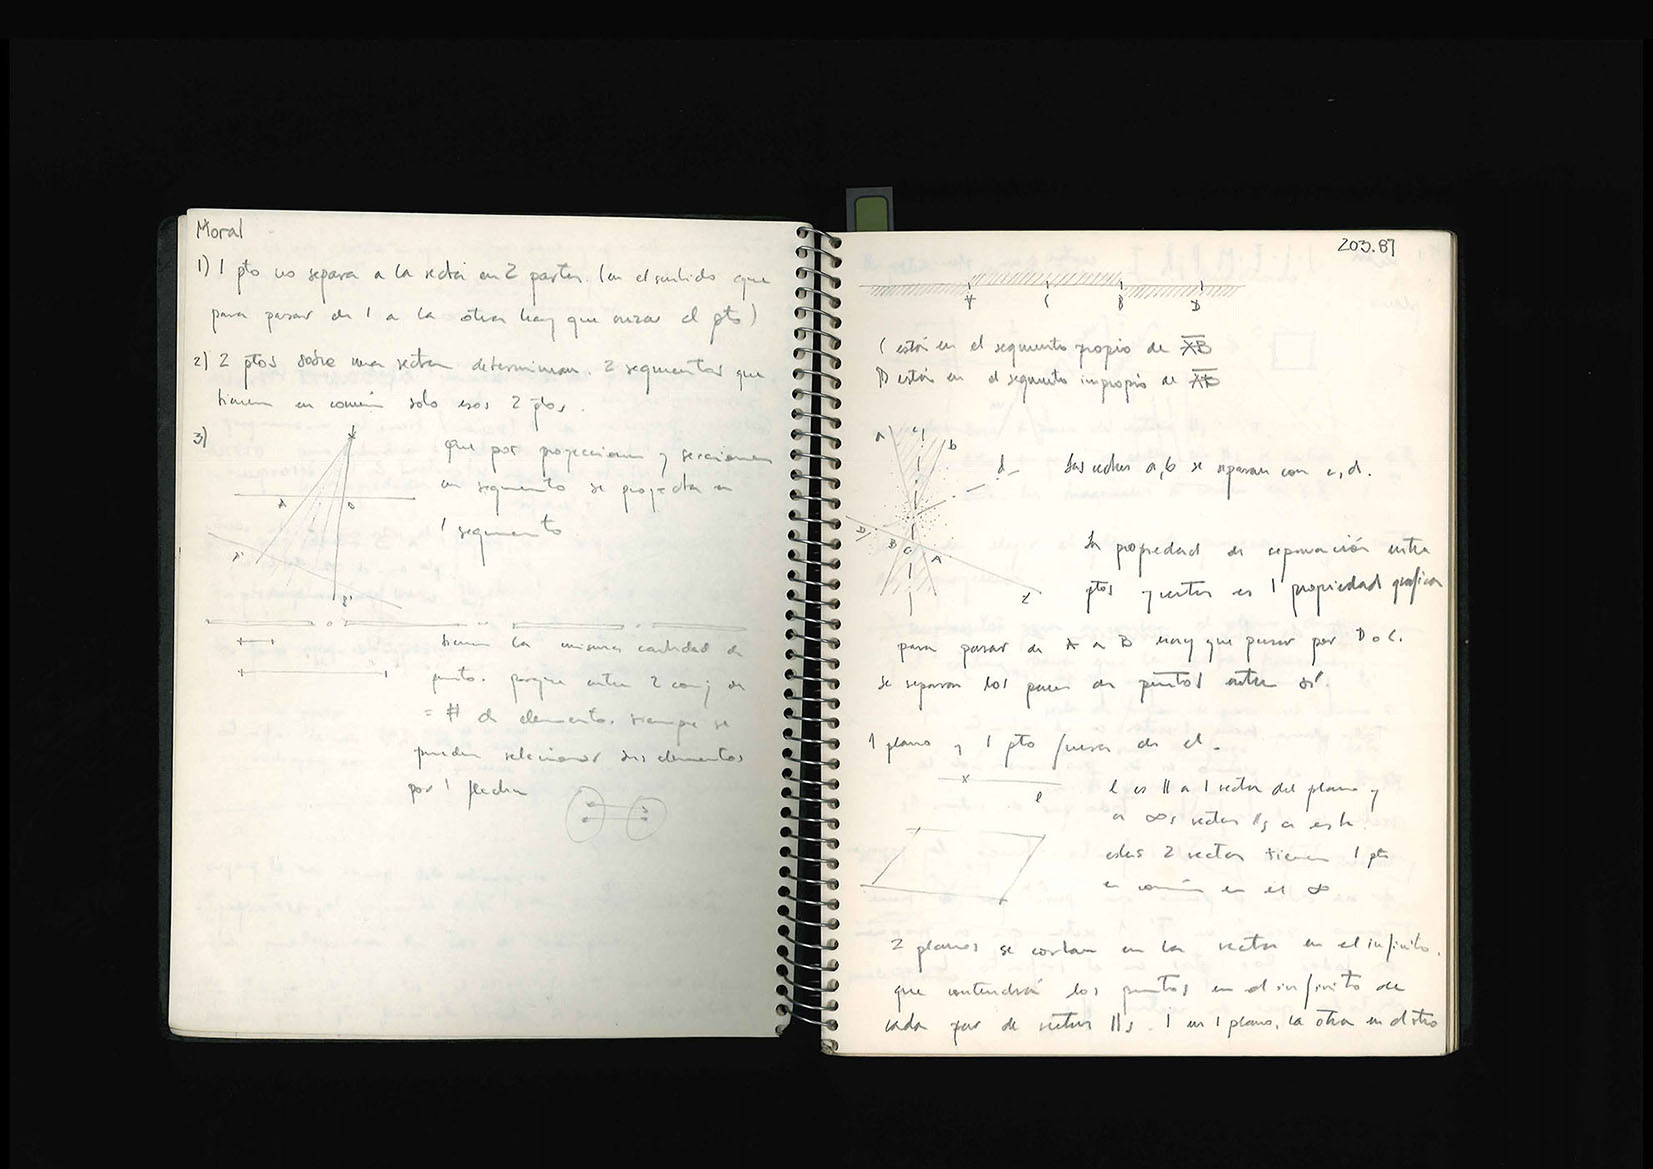 Moral
1) 1 pto no separa a la recta en 2 partes. (en el sentido que
para pasar de 1 a la otra hay que cruzar el pto)
2) 2 ptos sobre una recta determinan. 2 segmentos que
tienen en comun solo esos 2 ptos.
3)
que por proyecciones y secciones
un segmento se proyecta en
1 segmento
A B
A' B'
tienen la misma cantidad de
puntos. porque entre 2 conj de
= # de elementos. siempre se
pueden seleccionar sus elementos
por 1 flecha
203.87
A C B D
C está en el segmento propio de AB
D está en el segmento impropio de AB
a c b
d
las rectas a, b se separan con c, d.
D B C A
La propiedad de separación entre
ptos y rectas es 1 propiedad grafica
para pasar de A a B hay que pasar por D o C.
se separan los pares de puntos entre sí.
1 plano y 1 pto fuera de el.
x
l
l es || a 1 recta del plano y
a ∞s rectas ||s a esta.
estas 2 rectas tienen 1 pto
en común en el ∞
2 planos se cortan en la recta en el infinito.
que contendrá los puntos en el infinito de
cada par de rectas ||s. 1 en 1 plano, la otra en el otro